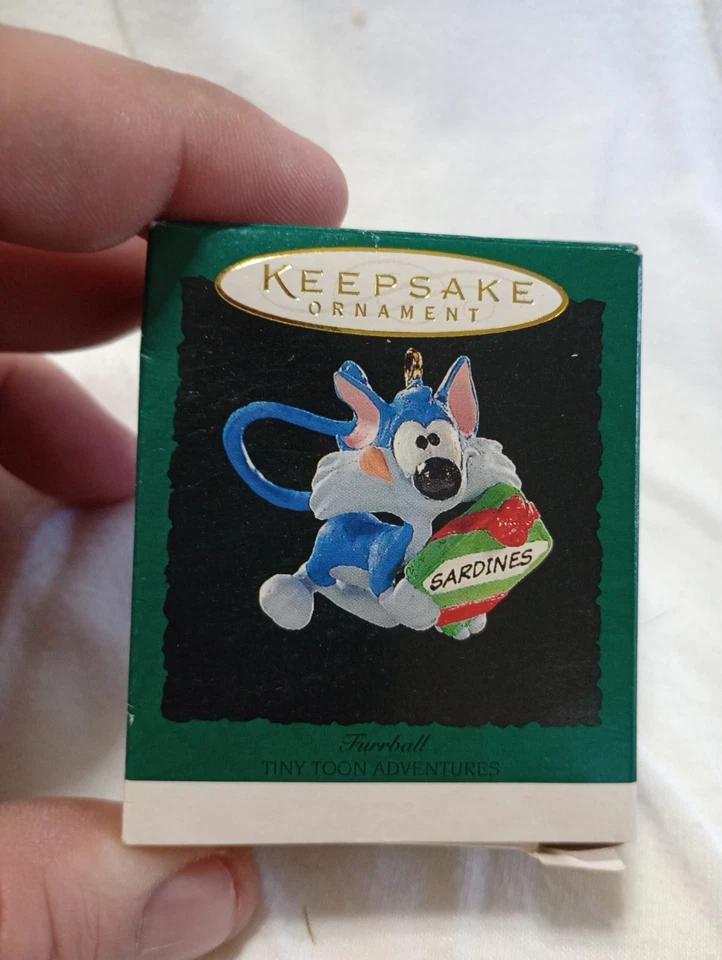 KEEPSAKE
ORNAMENT
SARDINES
Furrball
TINY TOON ADVENTURES